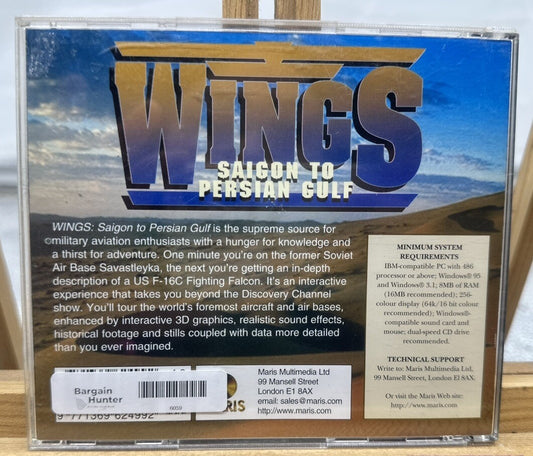 WINGS
SAIGON TO
PERSIAN GULF
WINGS: Saigon to Persian Gulf is the supreme source for
military aviation enthusiasts with a hunger for knowledge and
a thirst for adventure. One minute you're on the former Soviet
Air Base Savastleyka, the next you're getting an in-depth
description of a US F-16C Fighting Falcon. It's an interactive
experience that takes you beyond the Discovery Channel
show. You'll tour the world's foremost aircraft and air bases,
enhanced by interactive 3D graphics, realistic sound effects,
historical footage and stills coupled with data more detailed
than you ever imagined.
MINIMUM SYSTEM
REQUIREMENTS
IBM-compatible PC with 486
processor or above; Windows® 95
and Windows® 3.1; 8MB of RAM
(16MB recommended); 256-
colour display (64k/16 bit colour
recommended); Windows®-
compatible sound card and
mouse; dual-speed CD drive
recommended.
TECHNICAL SUPPORT
Write to: Maris Multimedia Ltd,
99 Mansell Street, London E1 8AX.
Or visit the Maris Web site:
http://www.maris.com/
Bargain
Hunter
6059
9 771369 624992
MARIS
Maris Multimedia Ltd
99 Mansell Street
London E1 8AX
email: sales@maris.com
http://www.maris.com/